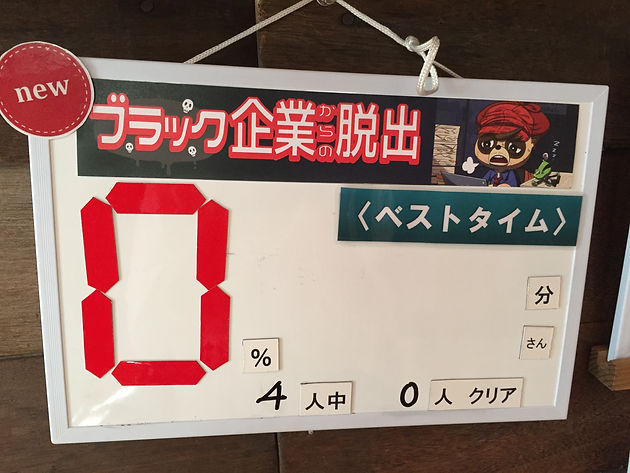 new
ブラック企業からの脱出
zzz
〈ベストタイム〉
分
さん
0%
4人中 0人 クリア